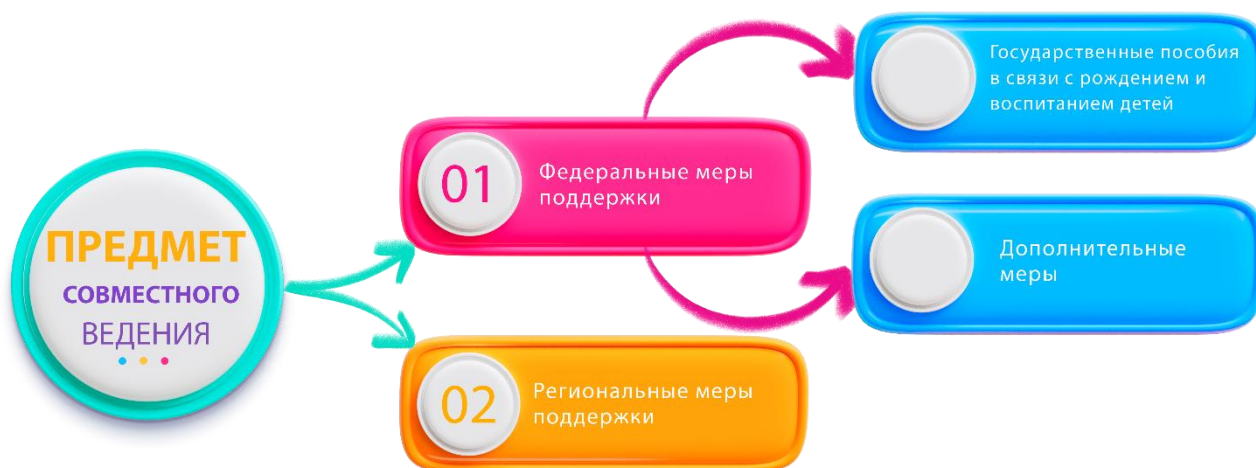 ПРЕДМЕТ
СОВМЕСТНОГО
ВЕДЕНИЯ
01
Федеральные меры
поддержки
02
Региональные меры
поддержки
Государственные пособия
в связи с рождением и
воспитанием детей
Дополнительные
меры